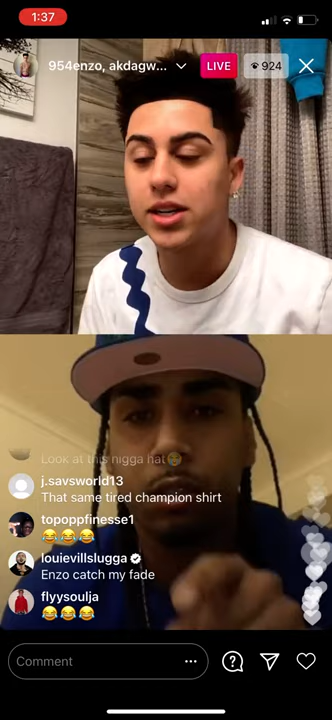 1:37
954enzo, akdagw...
LIVE
924
Look at this nigga hat😂
j.savsworld13
That same tired champion shirt
topoppfinesse1
😂😂😂
louievillslugga
Enzo catch my fade
flyysoulja
😂😂😂
Comment